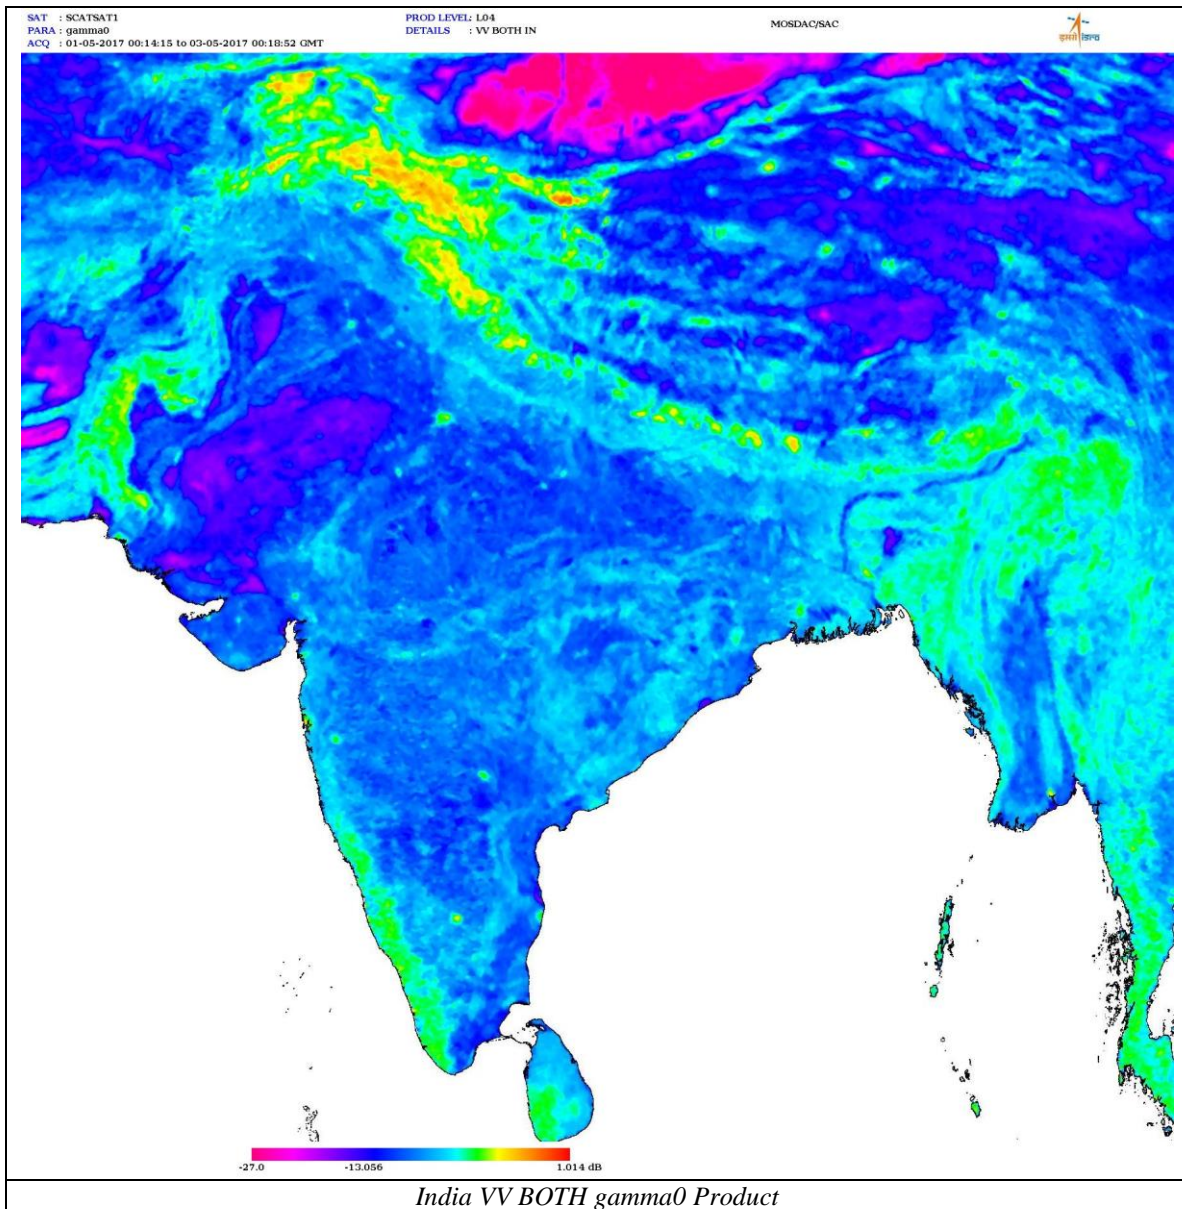 SAT : SCATSAT1
PARA : gamma0
ACQ : 01-05-2017 00:14:15 to 03-05-2017 00:18:52 GMT
PROD LEVEL: L04
DETAILS : VV BOTH IN
MOSDAC/SAC
इसरो isro
-27.0 -13.056 1.014 dB
India VV BOTH gamma0 Product